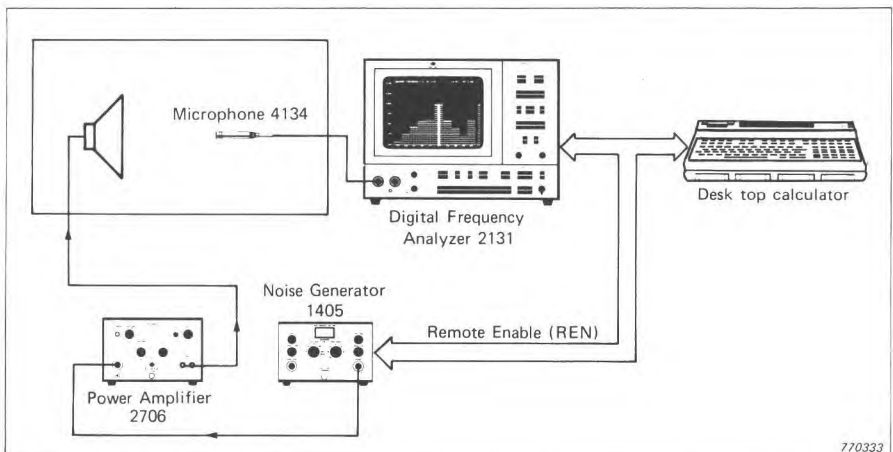 Microphone 4134
Digital Frequency
Analyzer 2131
Desk top calculator
Noise Generator
1405
Remote Enable (REN)
Power Amplifier
2706
770333